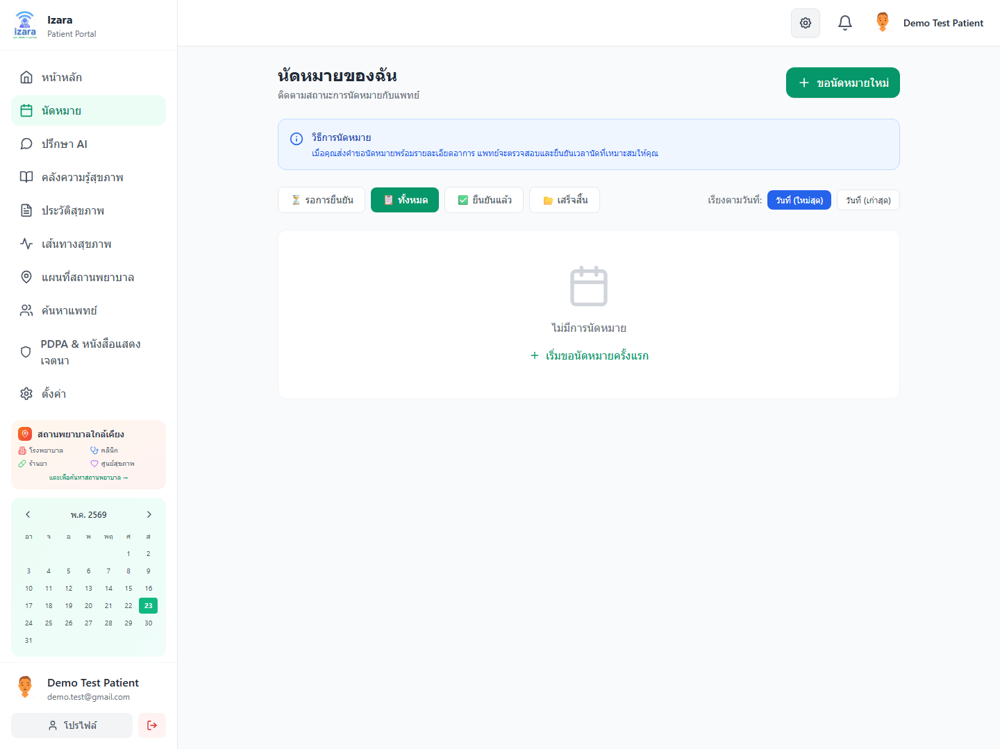 izara
Izara
Patient Portal
หน้าหลัก
นัดหมาย
ปรึกษา AI
คลังความรู้สุขภาพ
ประวัติสุขภาพ
เส้นทางสุขภาพ
แผนที่สถานพยาบาล
ค้นหาแพทย์
PDPA & หนังสือแสดง
เจตนา
ตั้งค่า
สถานพยาบาลใกล้เคียง
โรงพยาบาล คลินิก
ร้านยา ศูนย์สุขภาพ
แตะเพื่อค้นหาสถานพยาบาล →
พ.ค. 2569
อา จ อ พ พฤ ศ ส
1 2
3 4 5 6 7 8 9
10 11 12 13 14 15 16
17 18 19 20 21 22 23
24 25 26 27 28 29 30
31
Demo Test Patient
demo.test@gmail.com
โปรไฟล์
Demo Test Patient
นัดหมายของฉัน
ติดตามสถานะการนัดหมายกับแพทย์
ขอนัดหมายใหม่
วิธีการนัดหมาย
เมื่อคุณส่งคำขอนัดหมายพร้อมรายละเอียดอาการ แพทย์จะตรวจสอบและยืนยันเวลานัดที่เหมาะสมให้คุณ
รอการยืนยัน ทั้งหมด ยืนยันแล้ว เสร็จสิ้น
เรียงตามวันที่: วันที่ (ใหม่สุด) วันที่ (เก่าสุด)
ไม่มีการนัดหมาย
เริ่มขอนัดหมายครั้งแรก